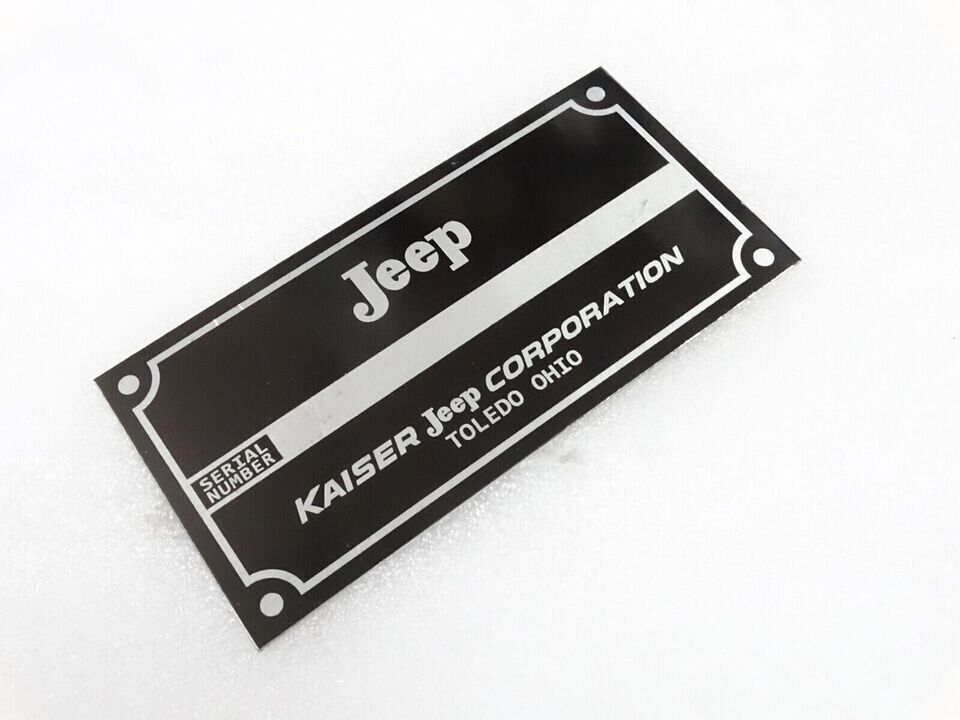 Jeep
SERIAL
NUMBER
KAISER Jeep CORPORATION
TOLEDO OHIO